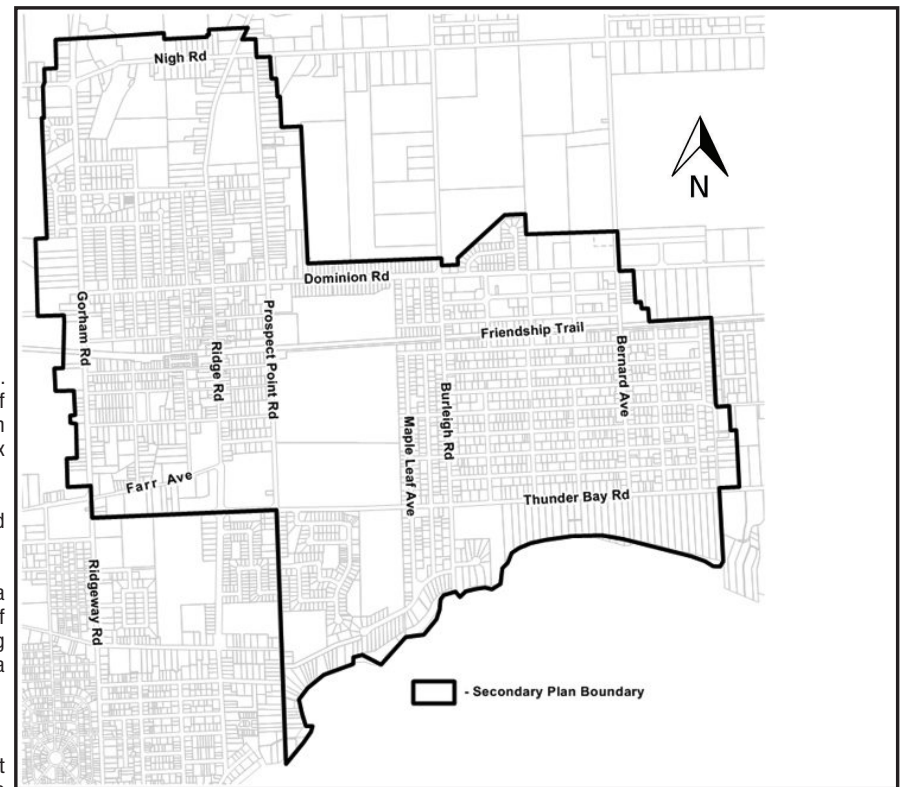 Nigh Rd
N
Dominion Rd
Gorham Rd
Prospect Point Rd
Friendship Trail
Ridge Rd
Bernard Ave
Burleigh Rd
Maple Leaf Ave
Farr Ave
Thunder Bay Rd
Ridgeway Rd
- Secondary Plan Boundary